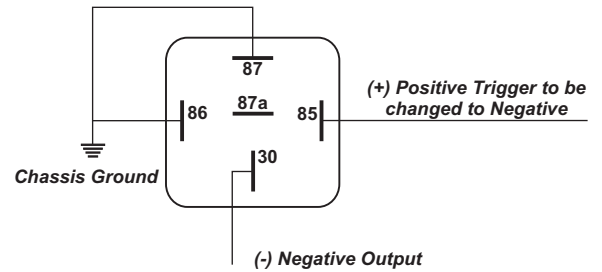 87
(+) Positive Trigger to be
changed to Negative
87a
86
85
30
Chassis Ground
(-) Negative Output